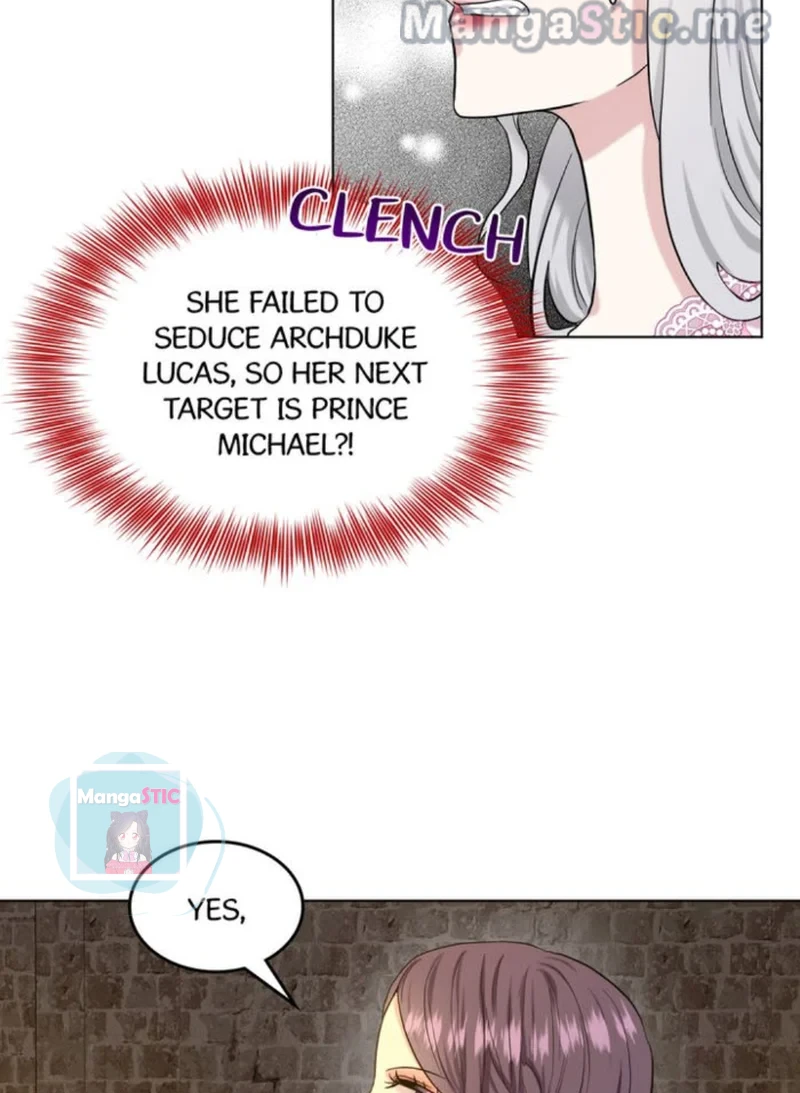 MangaStic.me
CLENCH
SHE FAILED TO
SEDUCE ARCHDUKE
LUCAS, SO HER NEXT
TARGET IS PRINCE
MICHAEL?!
MangaSTIC
YES,